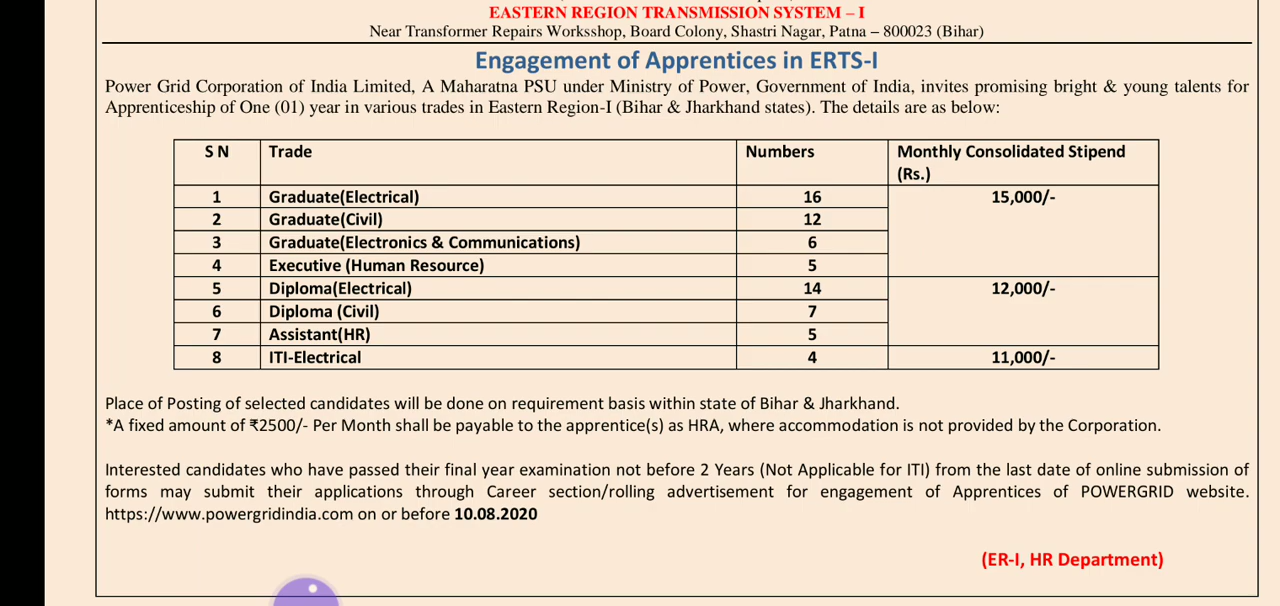 EASTERN REGION TRANSMISSION SYSTEM – I
Near Transformer Repairs Worksshop, Board Colony, Shastri Nagar, Patna – 800023 (Bihar)
Engagement of Apprentices in ERTS-I
Power Grid Corporation of India Limited, A Maharatna PSU under Ministry of Power, Government of India, invites promising bright & young talents for
Apprenticeship of One (01) year in various trades in Eastern Region-I (Bihar & Jharkhand states). The details are as below:
S N Trade Numbers Monthly Consolidated Stipend
(Rs.)
1 Graduate(Electrical) 16 15,000/-
2 Graduate(Civil) 12
3 Graduate(Electronics & Communications) 6
4 Executive (Human Resource) 5
5 Diploma(Electrical) 14 12,000/-
6 Diploma (Civil) 7
7 Assistant(HR) 5
8 ITI-Electrical 4 11,000/-
Place of Posting of selected candidates will be done on requirement basis within state of Bihar & Jharkhand.
*A fixed amount of ₹2500/- Per Month shall be payable to the apprentice(s) as HRA, where accommodation is not provided by the Corporation.
Interested candidates who have passed their final year examination not before 2 Years (Not Applicable for ITI) from the last date of online submission of
forms may submit their applications through Career section/rolling advertisement for engagement of Apprentices of POWERGRID website.
https://www.powergridindia.com on or before 10.08.2020
(ER-I, HR Department)